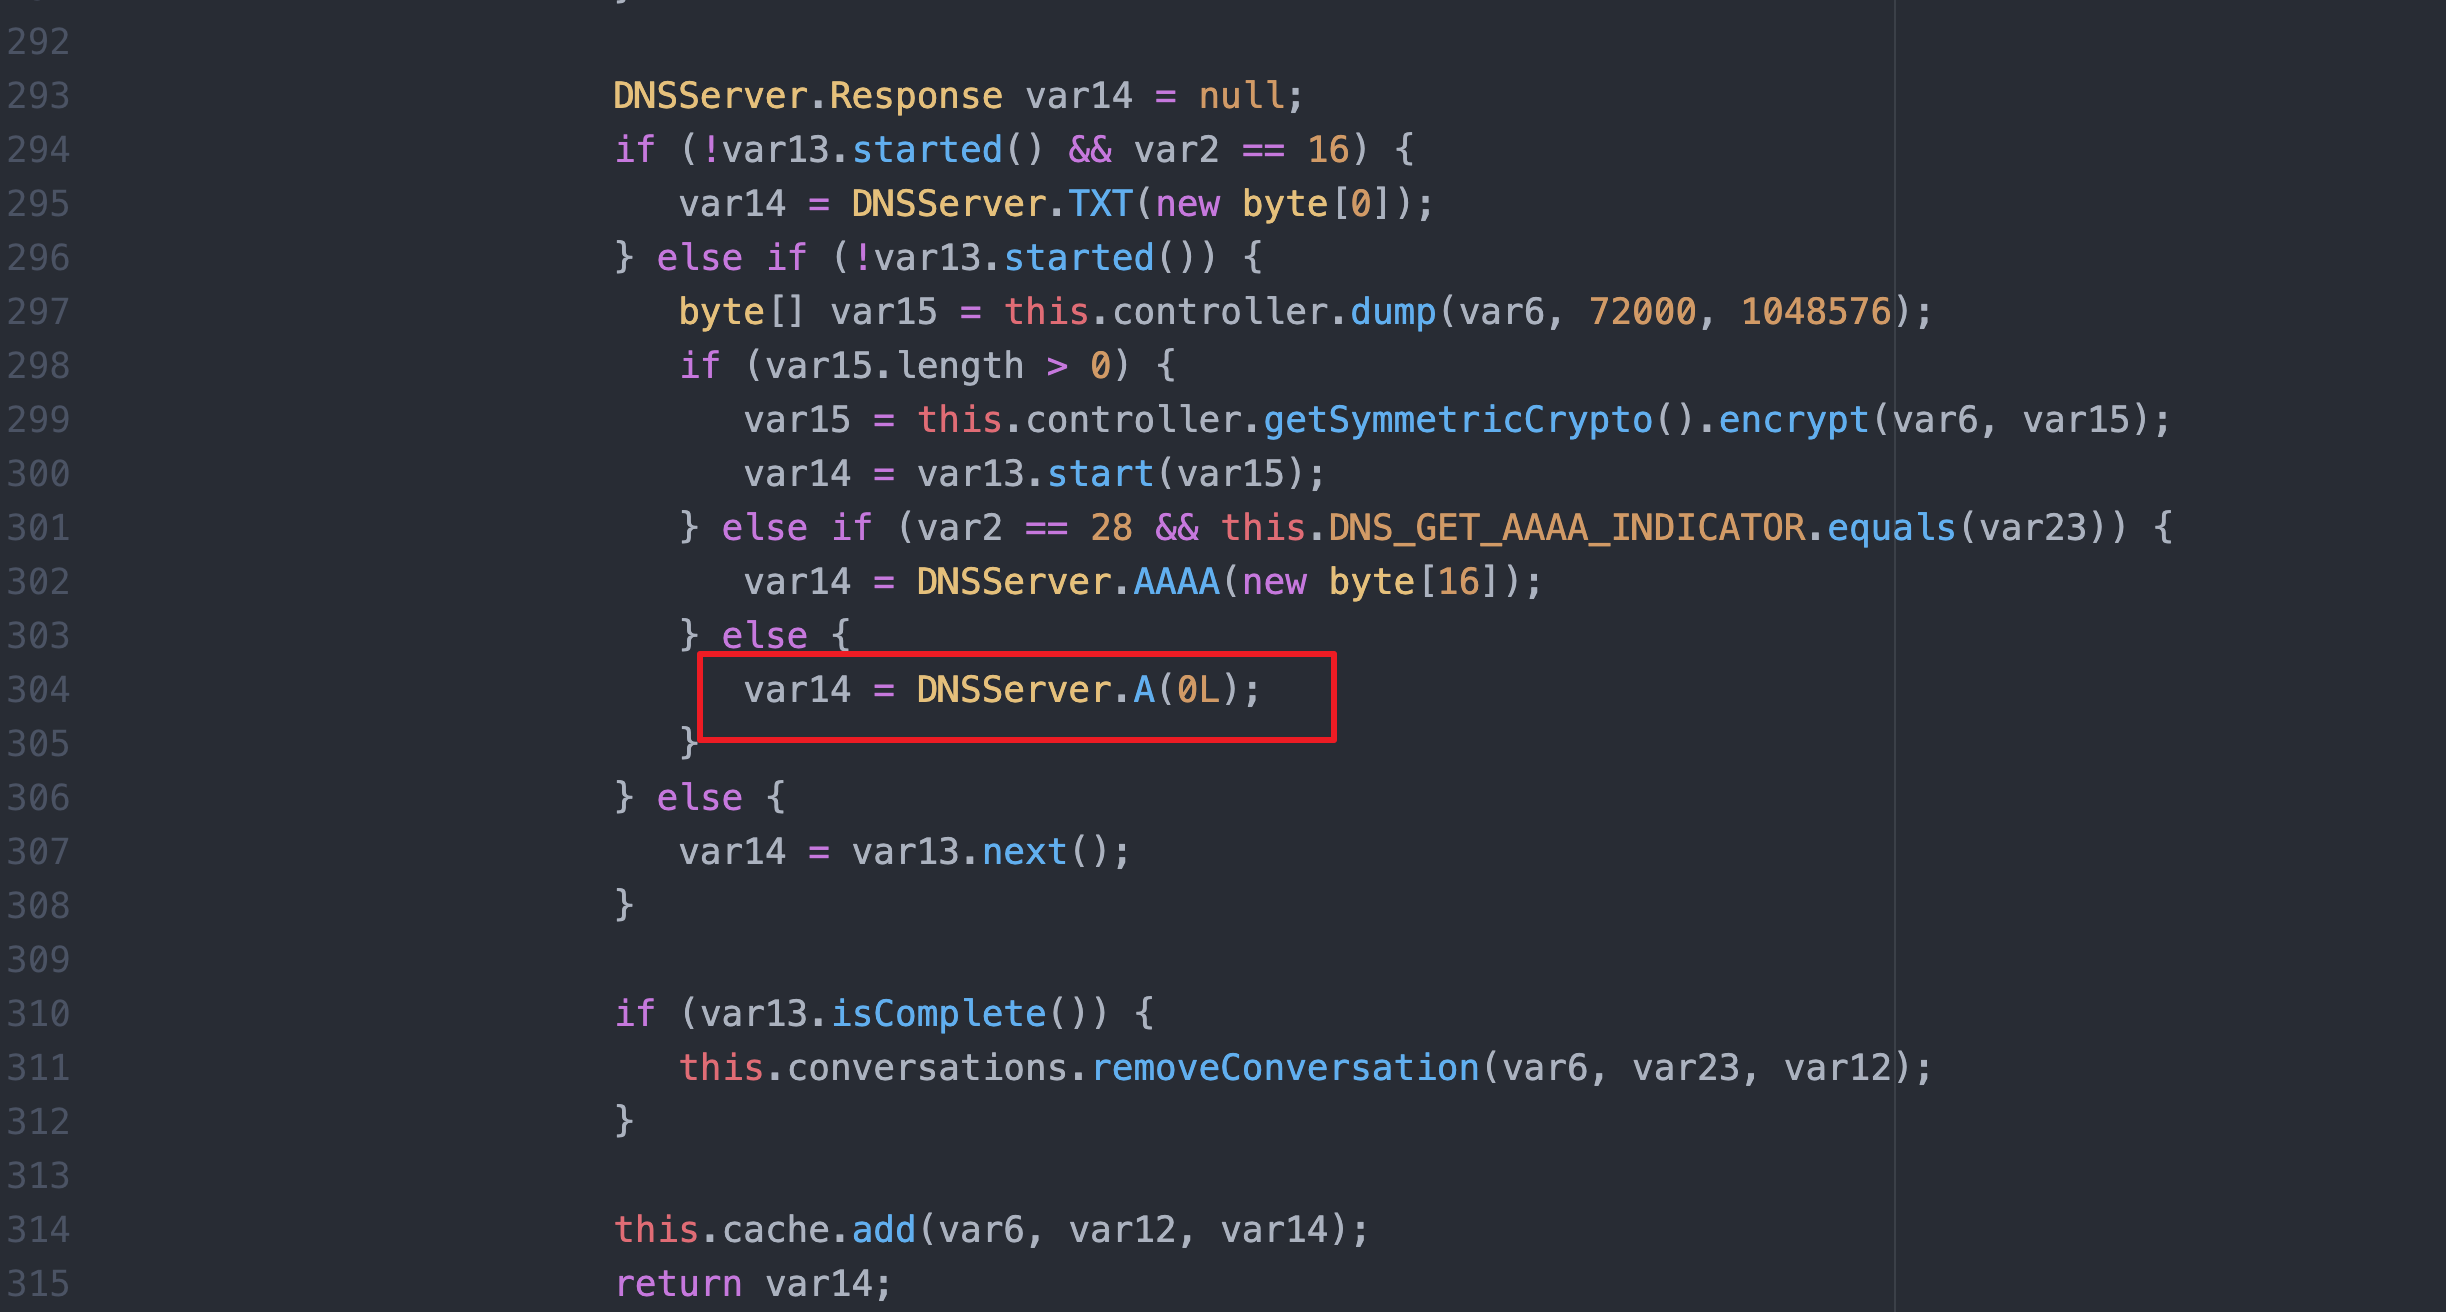 292
293 DNSServer.Response var14 = null;
294 if (!var13.started() && var2 == 16) {
295 var14 = DNSServer.TXT(new byte[0]);
296 } else if (!var13.started()) {
297 byte[] var15 = this.controller.dump(var6, 72000, 1048576);
298 if (var15.length > 0) {
299 var15 = this.controller.getSymmetricCrypto().encrypt(var6, var15);
300 var14 = var13.start(var15);
301 } else if (var2 == 28 && this.DNS_GET_AAAA_INDICATOR.equals(var23)) {
302 var14 = DNSServer.AAAA(new byte[16]);
303 } else {
304 var14 = DNSServer.A(0L);
305 }
306 } else {
307 var14 = var13.next();
308 }
309
310 if (var13.isComplete()) {
311 this.conversations.removeConversation(var6, var23, var12);
312 }
313
314 this.cache.add(var6, var12, var14);
315 return var14;